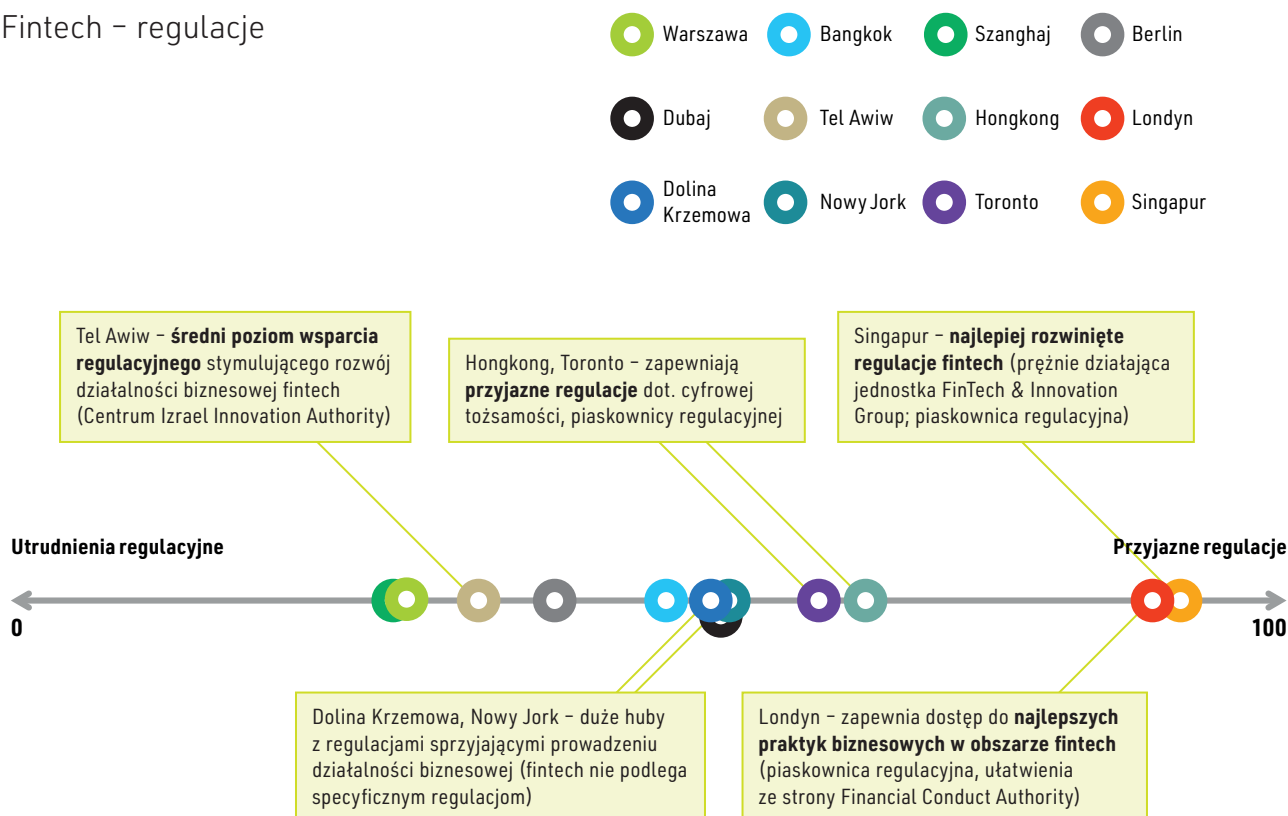 Fintech – regulacje
Warszawa
Bangkok
Szanghaj
Berlin
Dubaj
Tel Awiw
Hongkong
Londyn
Dolina
Krzemowa
Nowy Jork
Toronto
Singapur
Tel Awiw – średni poziom wsparcia
regulacyjnego stymulującego rozwój
działalności biznesowej fintech
(Centrum Izrael Innovation Authority)
Hongkong, Toronto – zapewniają
przyjazne regulacje dot. cyfrowej
tożsamości, piaskownicy regulacyjnej
Singapur – najlepiej rozwinięte
regulacje fintech (prężnie działająca
jednostka FinTech & Innovation
Group; piaskownica regulacyjna)
Utrudnienia regulacyjne
Przyjazne regulacje
0
100
Dolina Krzemowa, Nowy Jork – duże huby
z regulacjami sprzyjającymi prowadzeniu
działalności biznesowej (fintech nie podlega
specyficznym regulacjom)
Londyn – zapewnia dostęp do najlepszych
praktyk biznesowych w obszarze fintech
(piaskownica regulacyjna, ułatwienia
ze strony Financial Conduct Authority)